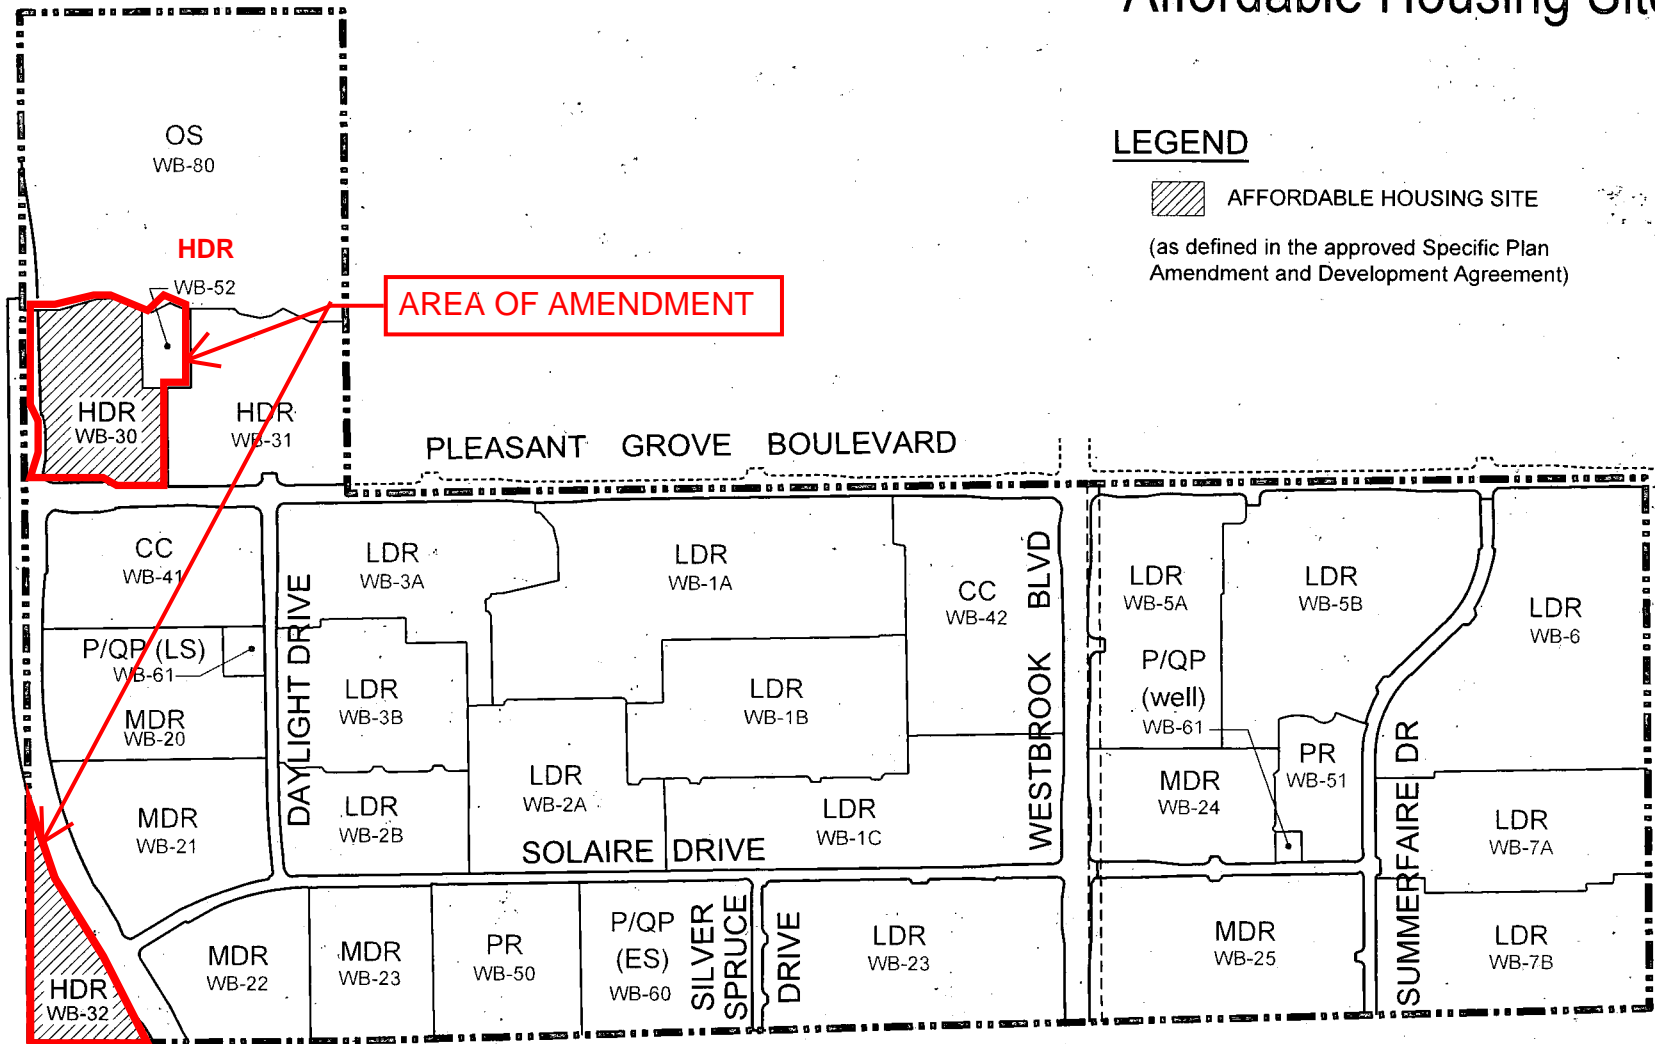 Affordable Housing Site
OS
WB-80
LEGEND
AFFORDABLE HOUSING SITE
(as defined in the approved Specific Plan
Amendment and Development Agreement)
HDR
WB-52
AREA OF AMENDMENT
HDR
WB-30
HDR
WB-31
PLEASANT GROVE BOULEVARD
CC
WB-41
LDR
WB-3A
LDR
WB-1A
CC
WB-42
WESTBROOK BLVD
LDR
WB-5A
LDR
WB-5B
LDR
WB-6
P/QP (LS)
WB-61
DAYLIGHT DRIVE
LDR
WB-3B
LDR
WB-1B
P/QP
(well)
WB-61
MDR
WB-20
PR
WB-51
MDR
WB-21
LDR
WB-2B
LDR
WB-2A
LDR
WB-1C
MDR
WB-24
SUMMERFAIRE DR
LDR
WB-7A
SOLAIRE DRIVE
HDR
WB-32
MDR
WB-22
MDR
WB-23
PR
WB-50
P/QP
(ES)
WB-60
SILVER
SPRUCE
DRIVE
LDR
WB-23
MDR
WB-25
LDR
WB-7B